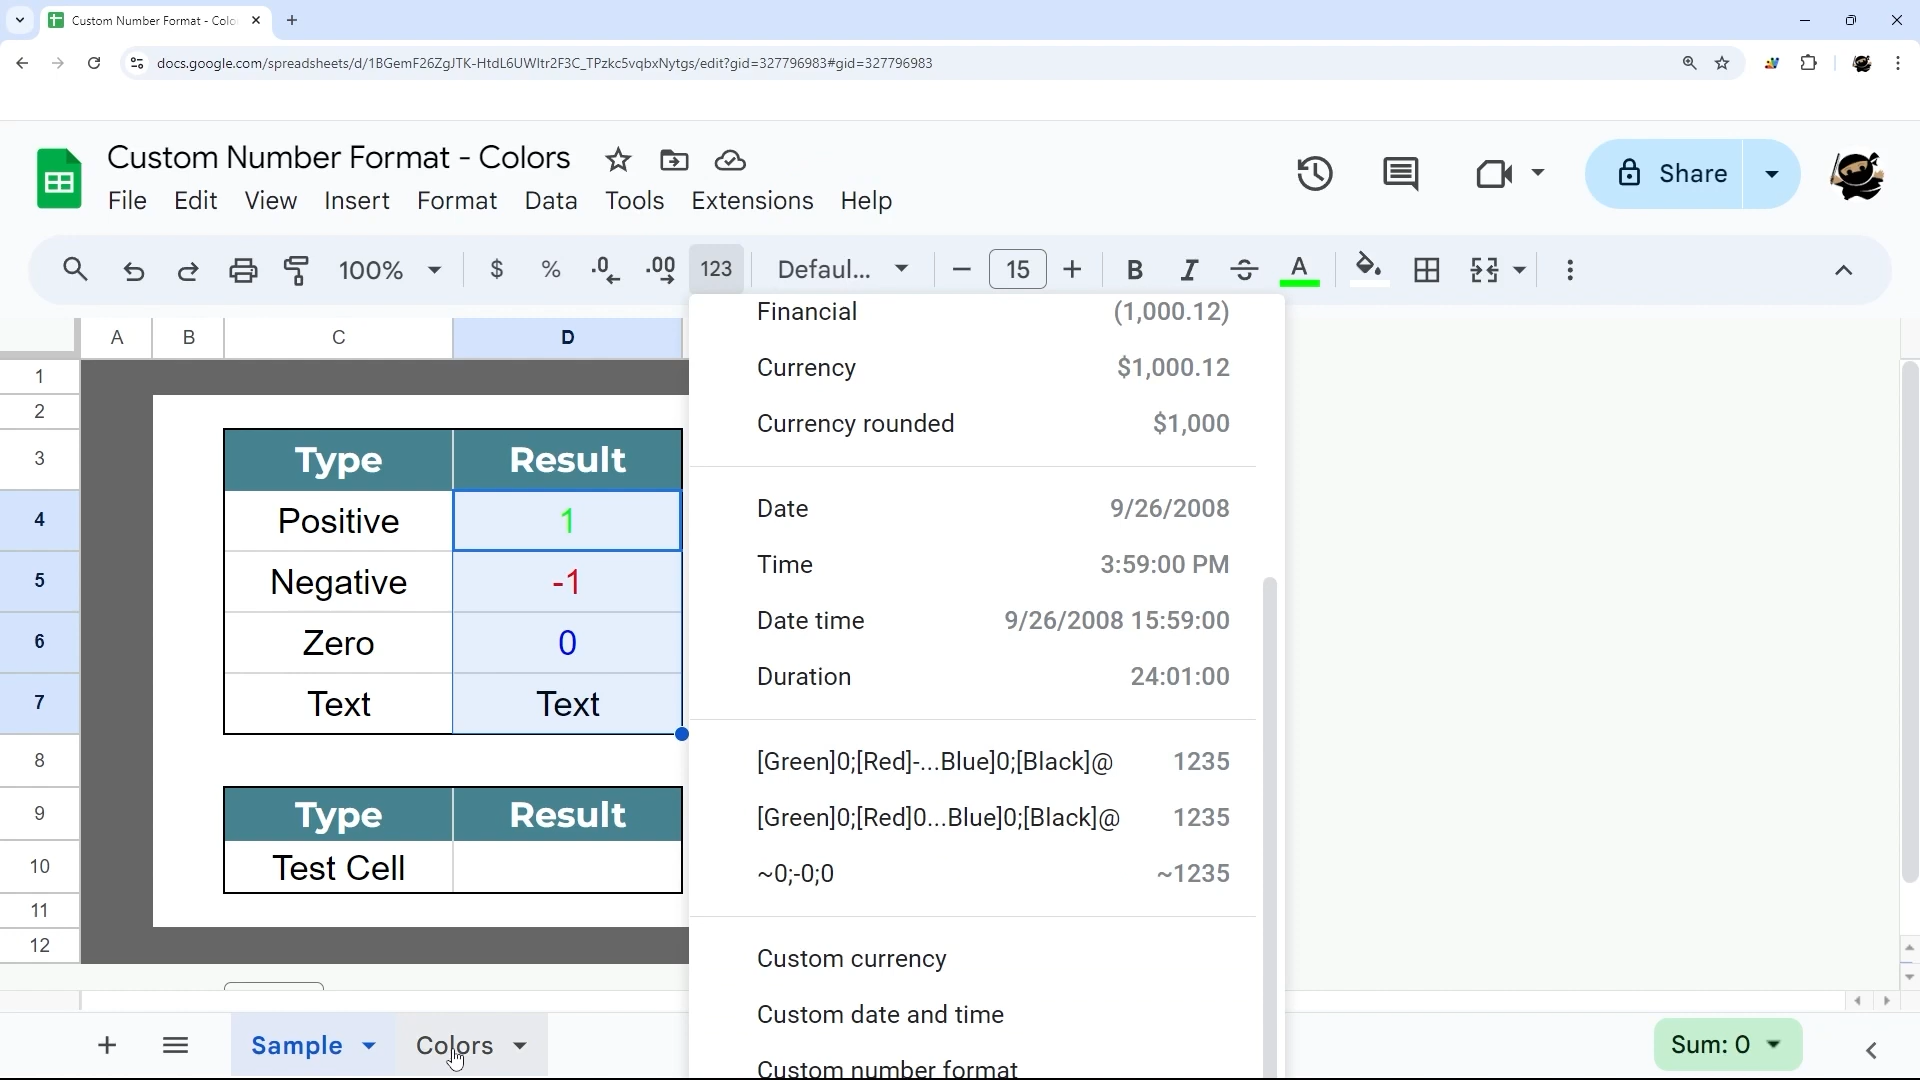 Custom Number Format - Colo
docs.google.com/spreadsheets/d/1BGemF26ZgJTK-HtdL6UWltr2F3C_TPzkc5vqbxNytgs/edit?gid=327796983#gid=327796983
Custom Number Format - Colors
File Edit View Insert Format Data Tools Extensions Help
Share
100% $ % .0 .00 123 Defaul... 15 B I S A
A B C D
1
2
3 Type Result
4 Positive 1
5 Negative -1
6 Zero 0
7 Text Text
8
9 Type Result
10 Test Cell
11
12
Financial (1,000.12)
Currency $1,000.12
Currency rounded $1,000
Date 9/26/2008
Time 3:59:00 PM
Date time 9/26/2008 15:59:00
Duration 24:01:00
[Green]0;[Red]-...Blue]0;[Black]@ 1235
[Green]0;[Red]0...Blue]0;[Black]@ 1235
~0;-0;0 ~1235
Custom currency
Custom date and time
Custom number format
Sample Colors Sum: 0